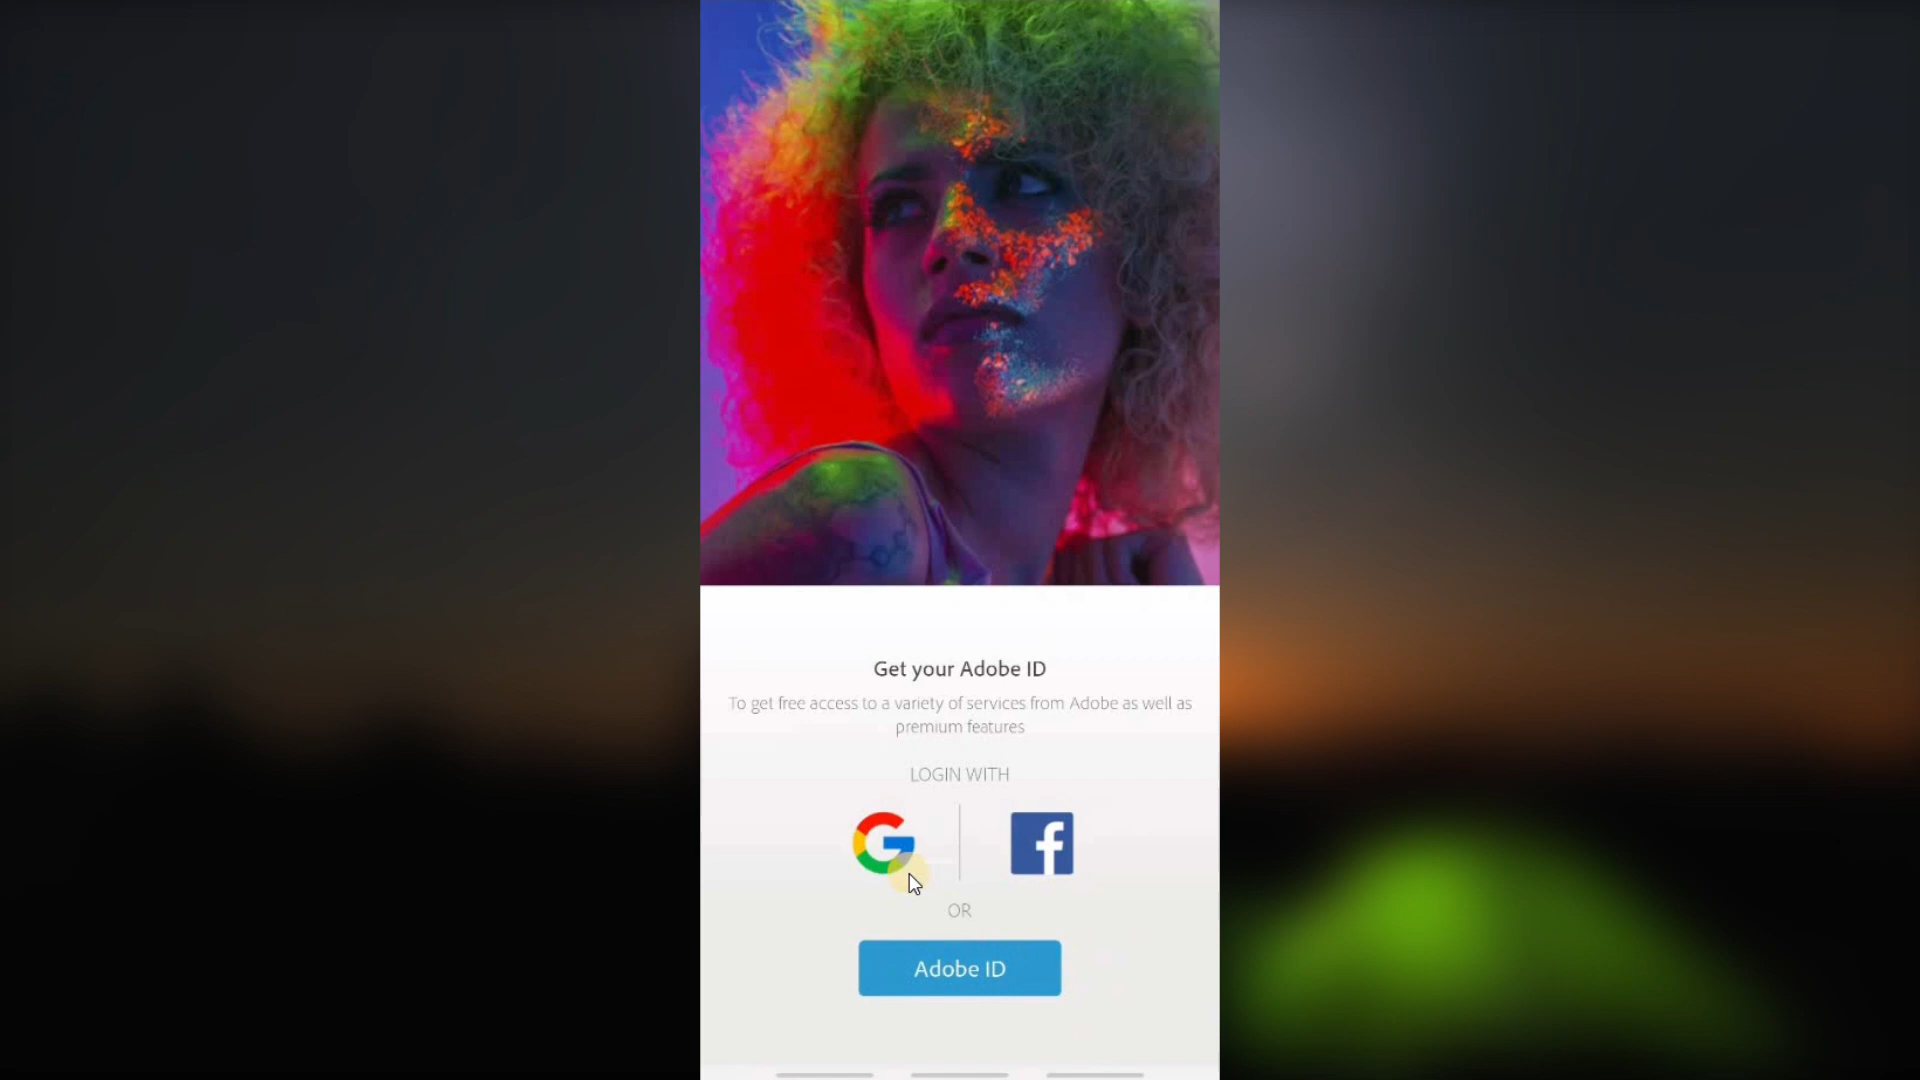 Get your Adobe ID
To get free access to a variety of services from Adobe as well as
premium features
LOGIN WITH
OR
Adobe ID